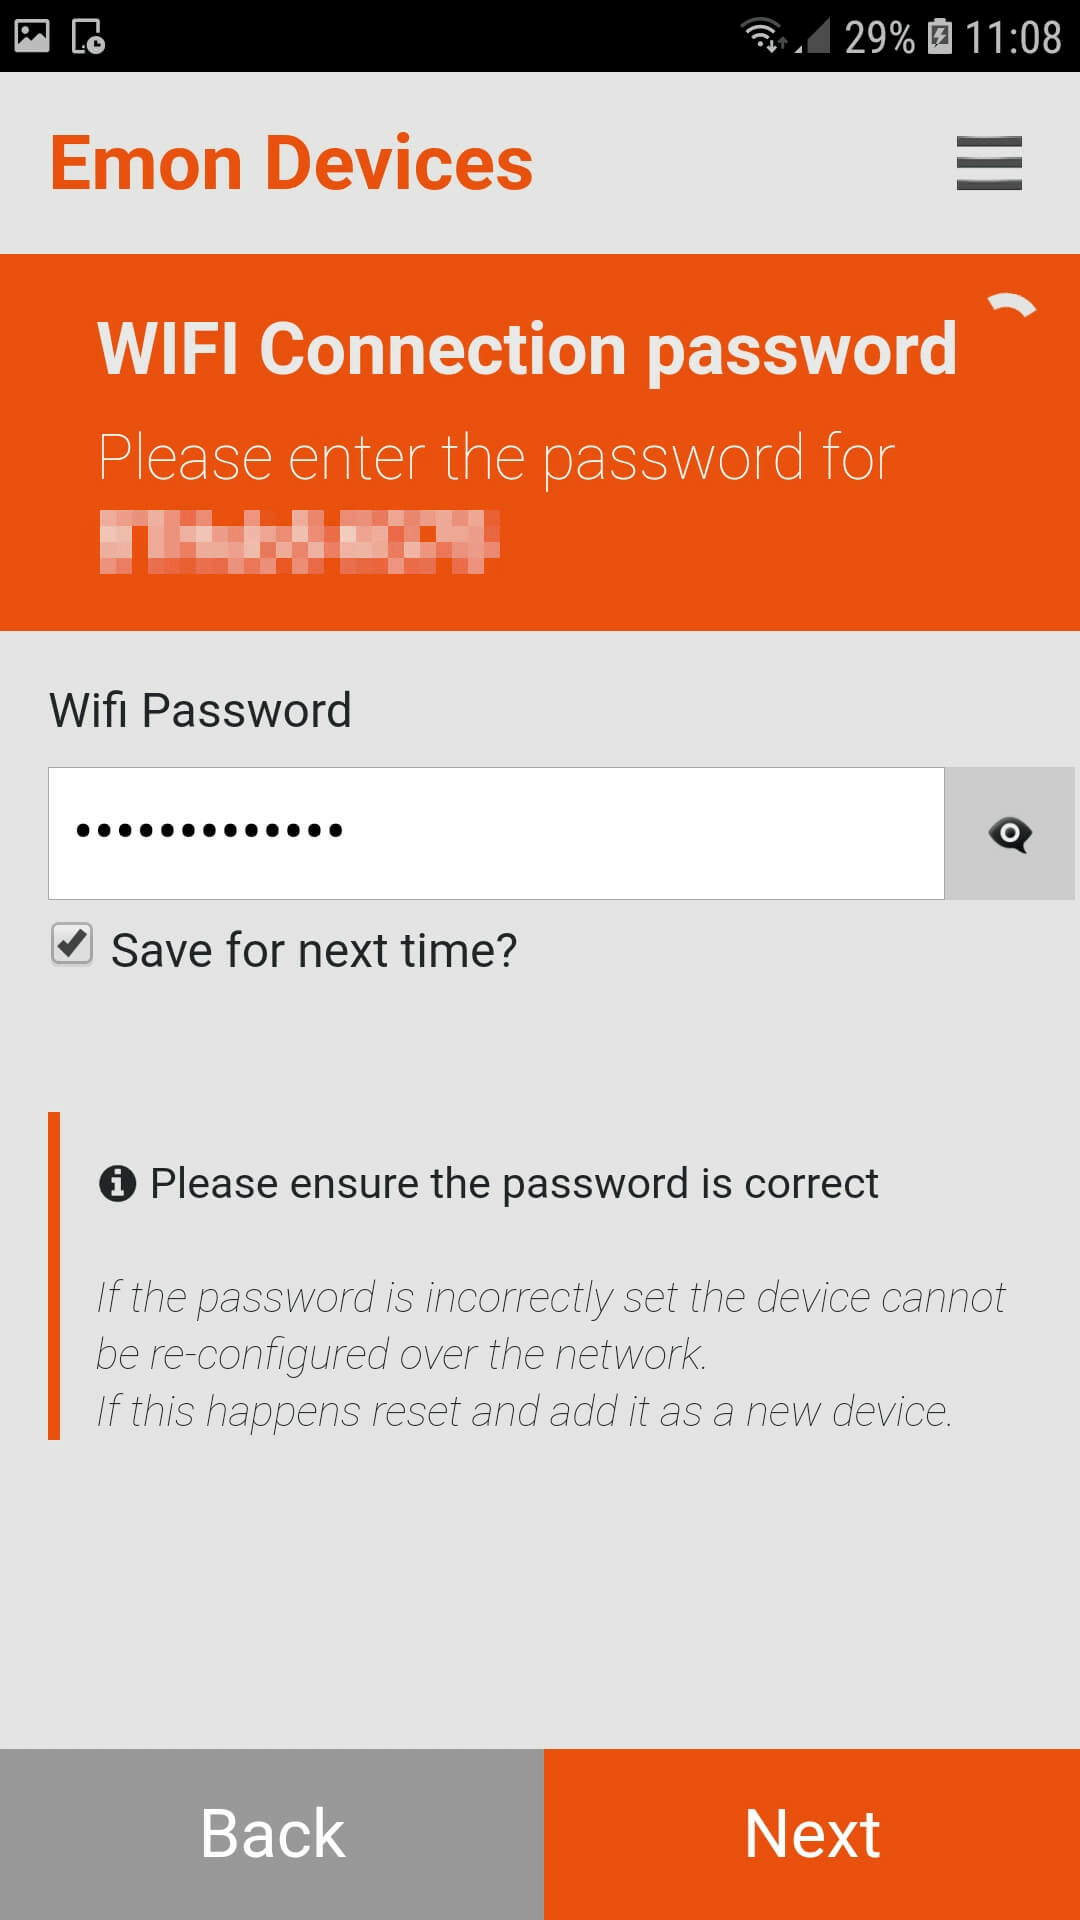 29% 11:08
Emon Devices
WIFI Connection password
Please enter the password for
Wifi Password
•••••••••••••
Save for next time?
Please ensure the password is correct
If the password is incorrectly set the device cannot
be re-configured over the network.
If this happens reset and add it as a new device.
Back Next